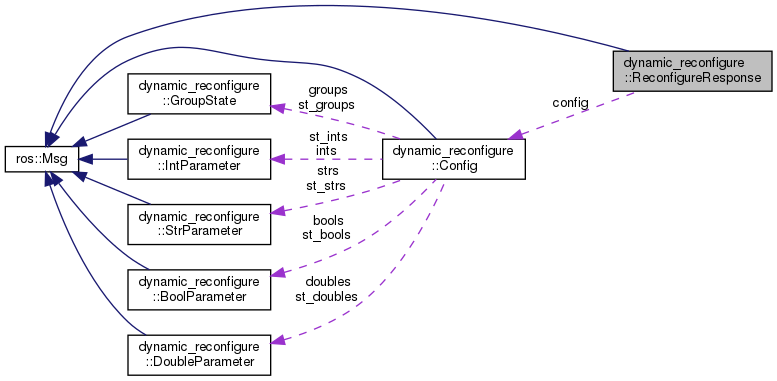 dynamic_reconfigure
::ReconfigureResponse
config
dynamic_reconfigure
::GroupState
groups
st_groups
ros::Msg
dynamic_reconfigure
::IntParameter
st_ints
ints
dynamic_reconfigure
::Config
strs
st_strs
dynamic_reconfigure
::StrParameter
bools
st_bools
dynamic_reconfigure
::BoolParameter
doubles
st_doubles
dynamic_reconfigure
::DoubleParameter